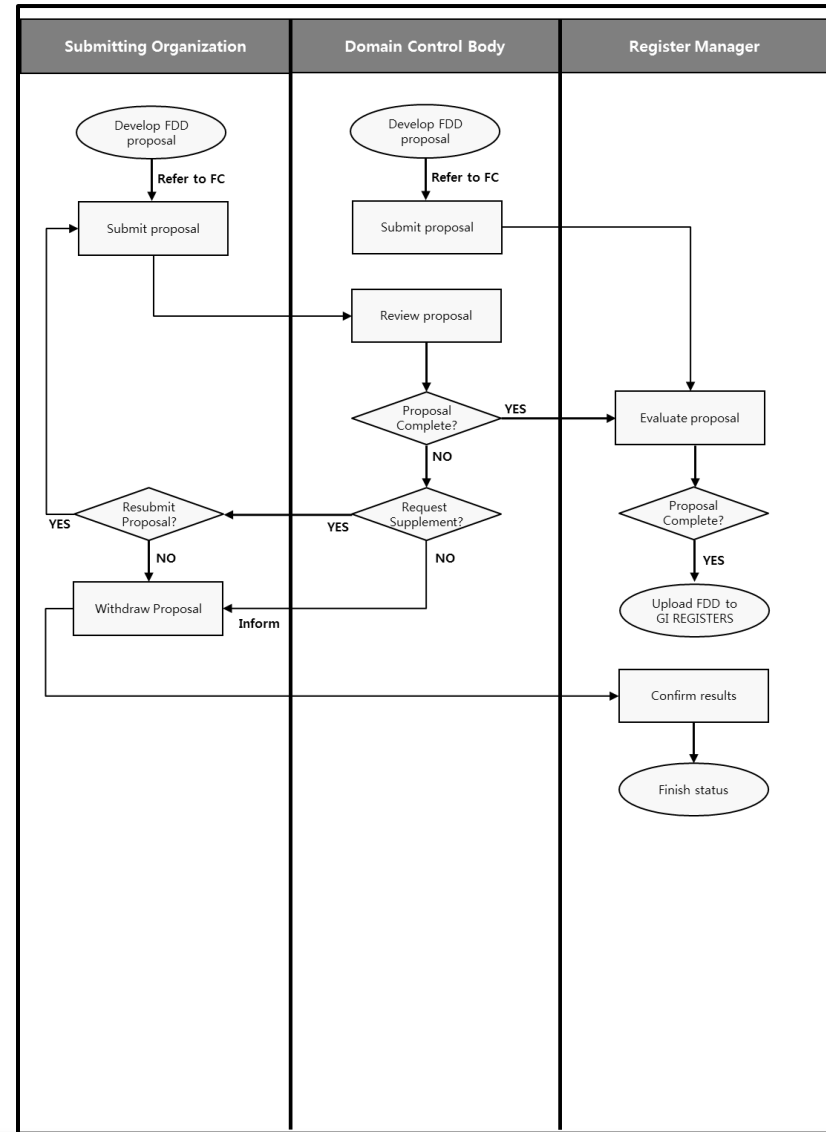 Submitting Organization
Domain Control Body
Register Manager
Develop FDD
proposal
Develop FDD
proposal
Refer to FC
Refer to FC
Submit proposal
Submit proposal
Review proposal
Proposal
Complete?
YES
Evaluate proposal
NO
Resubmit
Proposal?
YES
Request
Supplement?
YES
Proposal
Complete?
NO
NO
YES
Withdraw Proposal
Inform
Upload FDD to
GI REGISTERS
Confirm results
Finish status